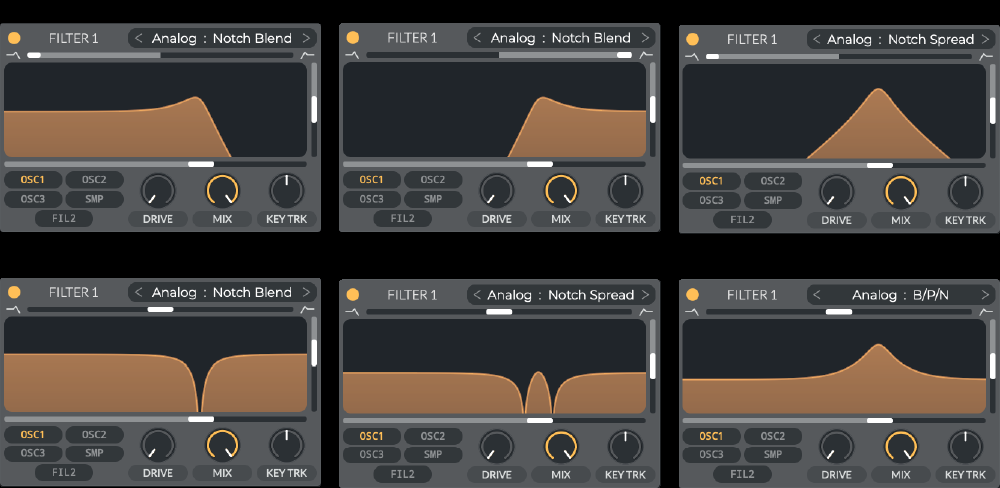 FILTER 1 < Analog : Notch Blend >
OSC1 OSC2
OSC3 SMP
FIL2 DRIVE MIX KEY TRK
FILTER 1 < Analog : Notch Blend >
OSC1 OSC2
OSC3 SMP
FIL2 DRIVE MIX KEY TRK
FILTER 1 < Analog : Notch Spread >
OSC1 OSC2
OSC3 SMP
FIL2 DRIVE MIX KEY TRK
FILTER 1 < Analog : Notch Blend >
OSC1 OSC2
OSC3 SMP
FIL2 DRIVE MIX KEY TRK
FILTER 1 < Analog : Notch Spread >
OSC1 OSC2
OSC3 SMP
FIL2 DRIVE MIX KEY TRK
FILTER 1 < Analog : B/P/N >
OSC1 OSC2
OSC3 SMP
FIL2 DRIVE MIX KEY TRK